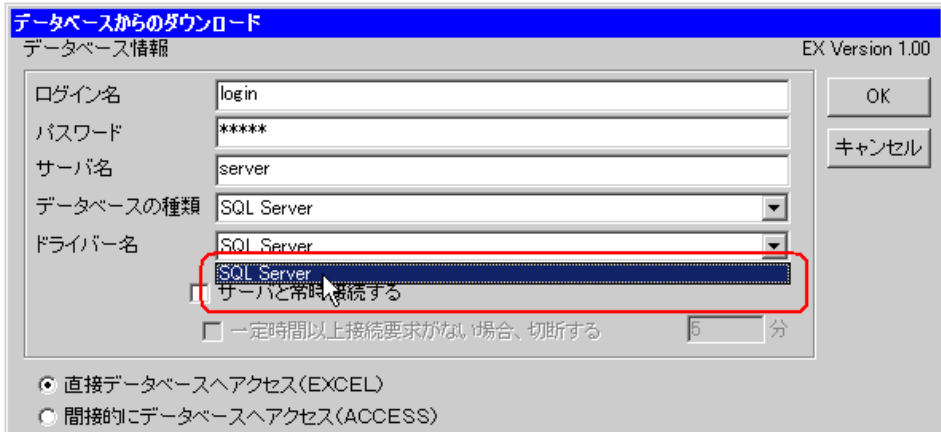 データベースからのダウンロード
データベース情報 EX Version 1.00
ログイン名 login OK
パスワード *****
キャンセル
サーバ名 server
データベースの種類 SQL Server
ドライバー名 SQL Server
SQL Server
サーバと常時接続する
一定時間以上接続要求がない場合、切断する 5 分
直接データベースへアクセス(EXCEL)
間接的にデータベースへアクセス(ACCESS)